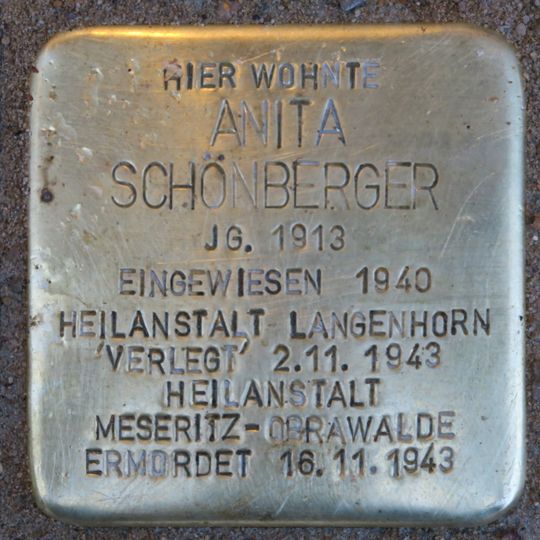 HIER WOHNTE
ANITA
SCHÖNBERGER
JG. 1913
EINGEWIESEN 1940
HEILANSTALT LANGENHORN
'VERLEGT' 2.11. 1943
HEILANSTALT
MESERITZ-OBRAWALDE
ERMORDET 16.11.1943